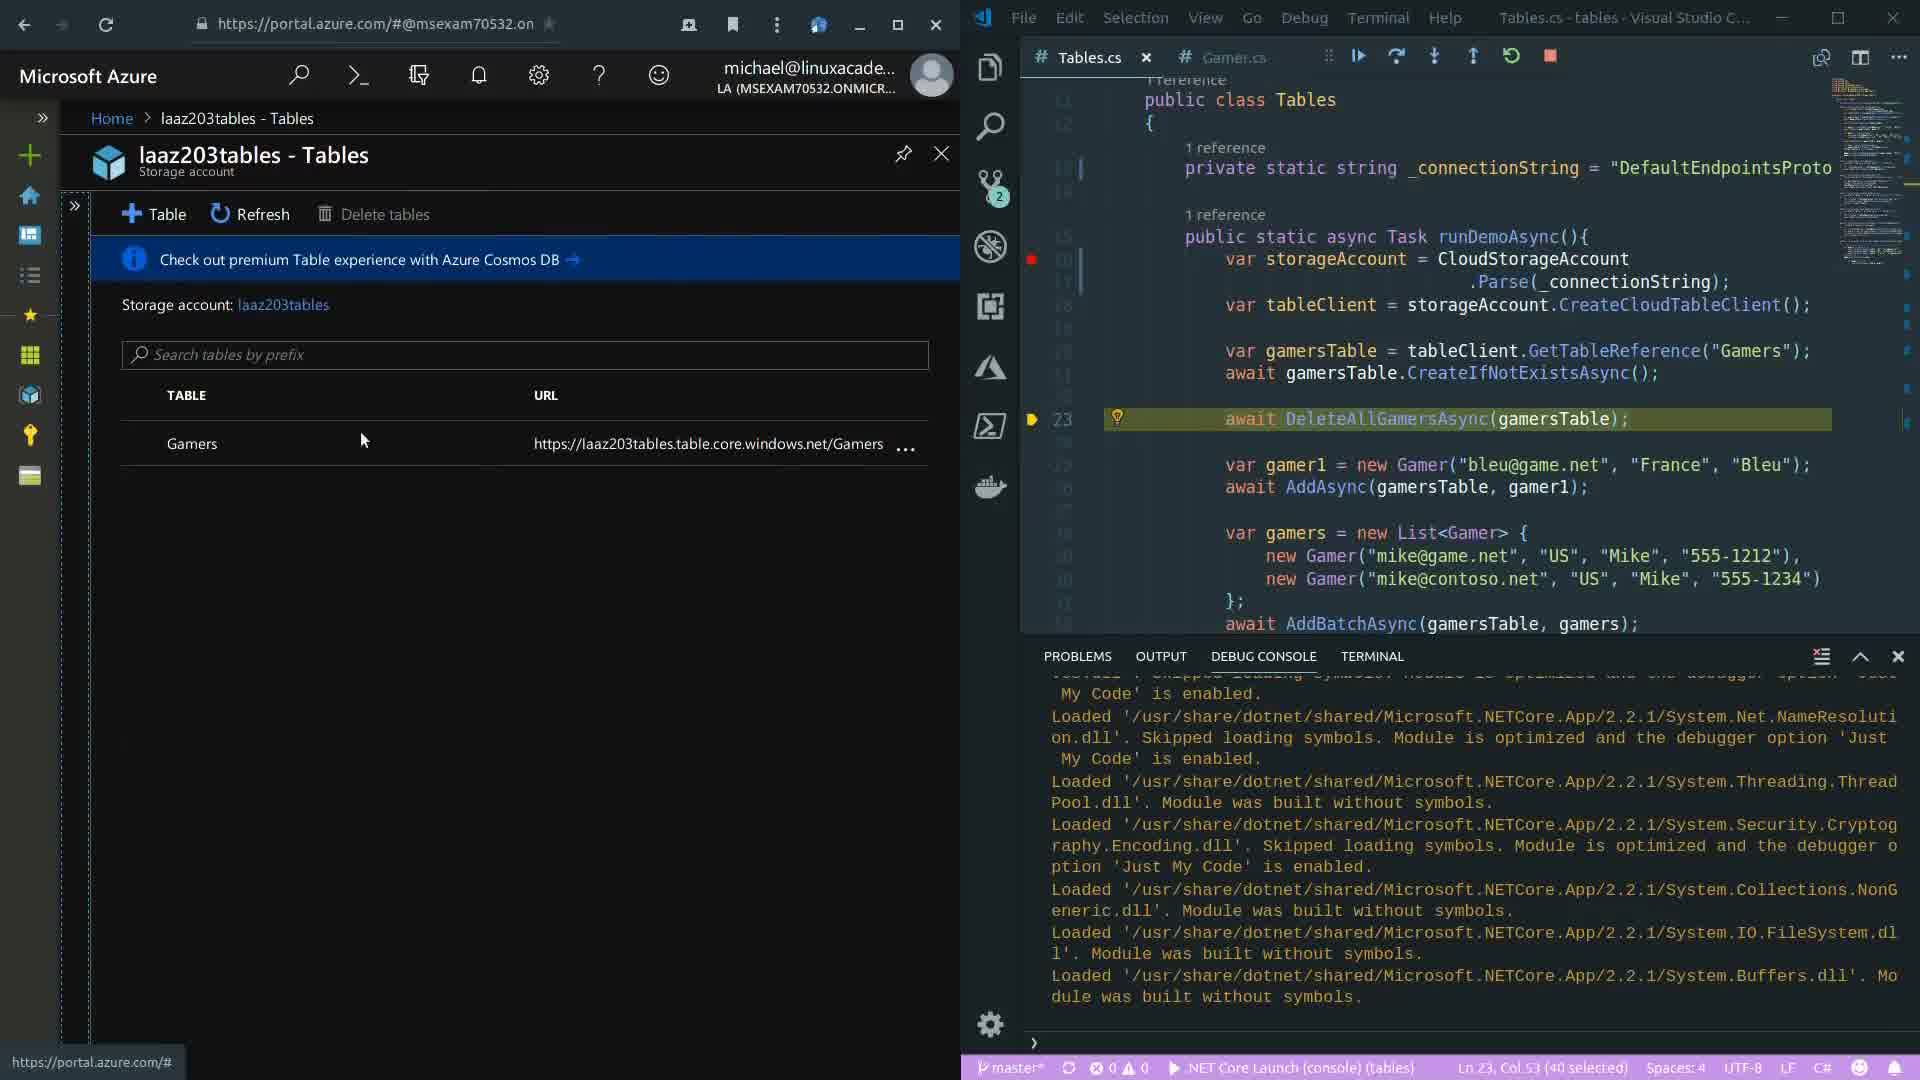 https://portal.azure.com/#@msexam70532.on
Microsoft Azure
michael@linuxacade...
LA (MSEXAM70532.ONMICR...
Home > laaz203tables - Tables
laaz203tables - Tables
Storage account
Table Refresh Delete tables
Check out premium Table experience with Azure Cosmos DB →
Storage account: laaz203tables
Search tables by prefix
TABLE URL
Gamers https://laaz203tables.table.core.windows.net/Gamers ...
https://portal.azure.com/#
File Edit Selection View Go Debug Terminal Help Tables.cs - tables - Visual Studio C...
# Tables.cs # Gamer.cs
1 reference
public class Tables
{
1 reference
private static string _connectionString = "DefaultEndpointsProto
1 reference
public static async Task runDemoAsync(){
var storageAccount = CloudStorageAccount
.Parse(_connectionString);
var tableClient = storageAccount.CreateCloudTableClient();
var gamersTable = tableClient.GetTableReference("Gamers");
await gamersTable.CreateIfNotExistsAsync();
23 await DeleteAllGamersAsync(gamersTable);
var gamer1 = new Gamer("bleu@game.net", "France", "Bleu");
await AddAsync(gamersTable, gamer1);
var gamers = new List<Gamer> {
new Gamer("mike@game.net", "US", "Mike", "555-1212"),
new Gamer("mike@contoso.net", "US", "Mike", "555-1234")
};
await AddBatchAsync(gamersTable, gamers);
2
PROBLEMS OUTPUT DEBUG CONSOLE TERMINAL
My Code' is enabled.
Loaded '/usr/share/dotnet/shared/Microsoft.NETCore.App/2.2.1/System.Net.NameResoluti
on.dll'. Skipped loading symbols. Module is optimized and the debugger option 'Just
My Code' is enabled.
Loaded '/usr/share/dotnet/shared/Microsoft.NETCore.App/2.2.1/System.Threading.Thread
Pool.dll'. Module was built without symbols.
Loaded '/usr/share/dotnet/shared/Microsoft.NETCore.App/2.2.1/System.Security.Cryptog
raphy.Encoding.dll'. Skipped loading symbols. Module is optimized and the debugger o
ption 'Just My Code' is enabled.
Loaded '/usr/share/dotnet/shared/Microsoft.NETCore.App/2.2.1/System.Collections.NonG
eneric.dll'. Module was built without symbols.
Loaded '/usr/share/dotnet/shared/Microsoft.NETCore.App/2.2.1/System.IO.FileSystem.dl
l'. Module was built without symbols.
Loaded '/usr/share/dotnet/shared/Microsoft.NETCore.App/2.2.1/System.Buffers.dll'. Mo
dule was built without symbols.
master* 0 0 .NET Core Launch (console) (tables) Ln 23, Col 53 (40 selected) Spaces: 4 UTF-8 LF C#